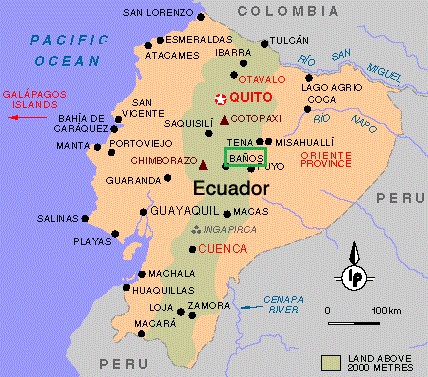 SAN LORENZO
COLOMBIA
PACIFIC
OCEAN
ESMERALDAS
ATACAMES
TULCÁN
IBARRA
RÍO SAN MIGUEL
OTAVALO
LAGO AGRIO
COCA
GALÁPAGOS
ISLANDS
QUITO
SAN
VICENTE
COTOPAXI
RÍO NAPO
BAHÍA DE
CARÁQUEZ
SAQUISILÍ
TENA
MISAHUALLÍ
MANTA
PORTOVIEJO
CHIMBORAZO
BAÑOS
PUYO
ORIENTE
PROVINCE
GUARANDA
Ecuador
PERU
SALINAS
GUAYAQUIL
MACAS
PLAYAS
INGAPIRCA
CUENCA
MACHALA
HUAQUILLAS
LOJA
ZAMORA
CENAPA
RIVER
MACARÁ
lp
0 100km
PERU
LAND ABOVE
2000 METRES